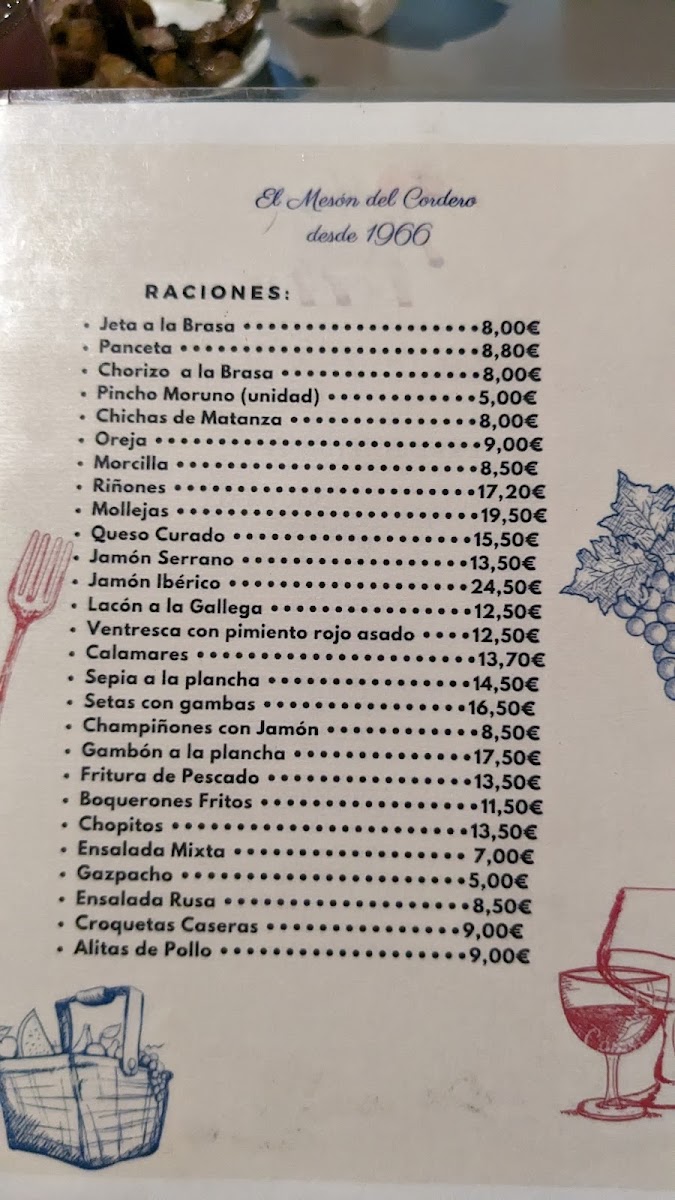 El Mesón del Cordero
desde 1966
RACIONES:
• Jeta a la Brasa ••••••••••••••••••• 8,00€
• Panceta •••••••••••••••••••••••• 8,80€
• Chorizo a la Brasa •••••••••••••••• 8,00€
• Pincho Moruno (unidad) •••••••••••• 5,00€
• Chichas de Matanza ••••••••••••••• 8,00€
• Oreja •••••••••••••••••••••••••• 9,00€
• Morcilla •••••••••••••••••••••••• 8,50€
• Riñones •••••••••••••••••••••••• 17,20€
• Mollejas •••••••••••••••••••••••• 19,50€
• Queso Curado •••••••••••••••••••• 15,50€
• Jamón Serrano ••••••••••••••••••• 13,50€
• Jamón Ibérico •••••••••••••••••••• 24,50€
• Lacón a la Gallega •••••••••••••••• 12,50€
• Ventresca con pimiento rojo asado •••• 12,50€
• Calamares ••••••••••••••••••••••• 13,70€
• Sepia a la plancha ••••••••••••••••• 14,50€
• Setas con gambas ••••••••••••••••• 16,50€
• Champiñones con Jamón •••••••••••• 8,50€
• Gambón a la plancha •••••••••••••• 17,50€
• Fritura de Pescado •••••••••••••••• 13,50€
• Boquerones Fritos •••••••••••••••••• 11,50€
• Chopitos •••••••••••••••••••••••• 13,50€
• Ensalada Mixta ••••••••••••••••••• 7,00€
• Gazpacho ••••••••••••••••••••••• 5,00€
• Ensalada Rusa •••••••••••••••••••• 8,50€
• Croquetas Caseras •••••••••••••••• 9,00€
• Alitas de Pollo •••••••••••••••••••• 9,00€